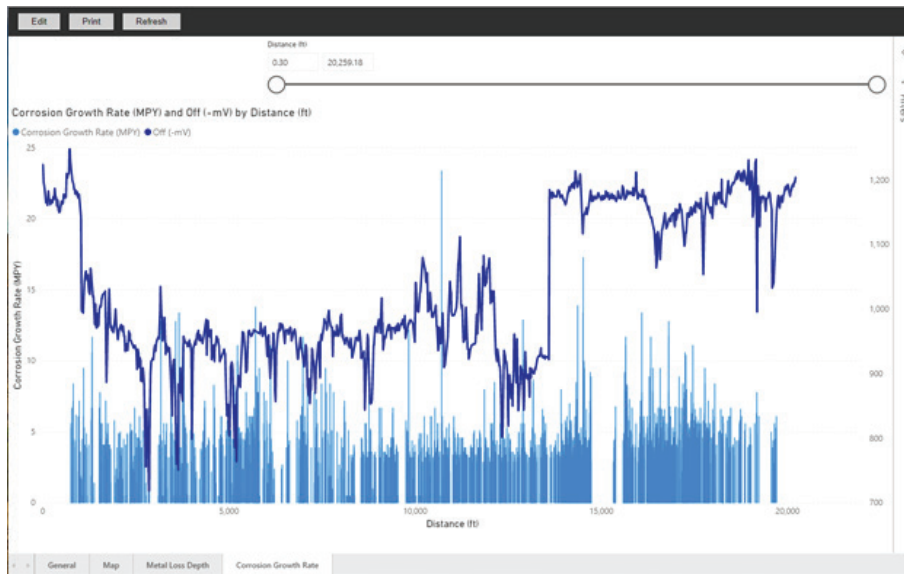 Edit Print Refresh
Distance (ft)
0.30 20,259.18
Corrosion Growth Rate (MPY) and Off (-mV) by Distance (ft)
Corrosion Growth Rate (MPY) Off (-mV)
25
20
15
10
5
0
Corrosion Growth Rate (MPY)
1,200
1,100
1,000
900
800
700
0 5,000 10,000 15,000 20,000
Distance (ft)
General Map Metal Loss Depth Corrosion Growth Rate